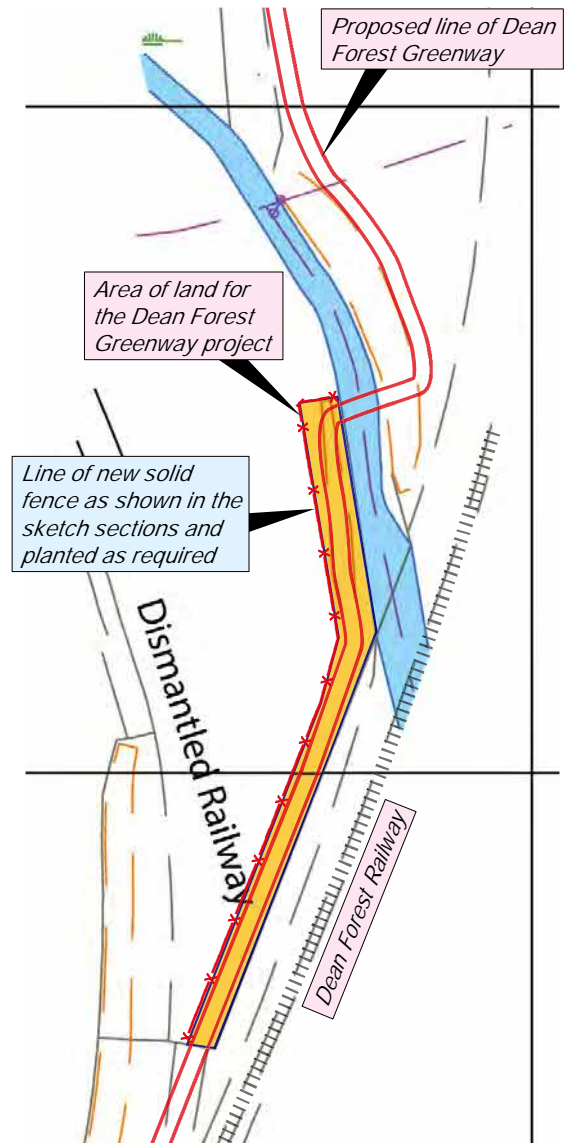 Proposed line of Dean
Forest Greenway
Area of land for
the Dean Forest
Greenway project
Line of new solid
fence as shown in the
sketch sections and
planted as required
Dismantled Railway
Dean Forest Railway